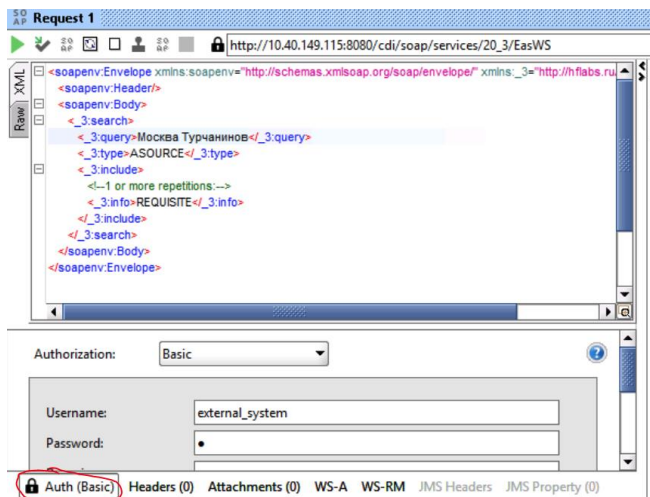 SO AP Request 1
http://10.40.149.115:8080/cdi/soap/services/20_3/EasWS
XML
Raw
<soapenv:Envelope xmlns:soapenv="http://schemas.xmlsoap.org/soap/envelope/" xmlns:_3="http://hflabs.ru/
<soapenv:Header/>
<soapenv:Body>
<_3:search>
<_3:query>Москва Турчанинов</_3:query>
<_3:type>ASOURCE</_3:type>
<_3:include>
<!--1 or more repetitions:-->
<_3:info>REQUISITE</_3:info>
</_3:include>
</_3:search>
</soapenv:Body>
</soapenv:Envelope>
Authorization: Basic
Username: external_system
Password: •
Auth (Basic) Headers (0) Attachments (0) WS-A WS-RM JMS Headers JMS Property (0)